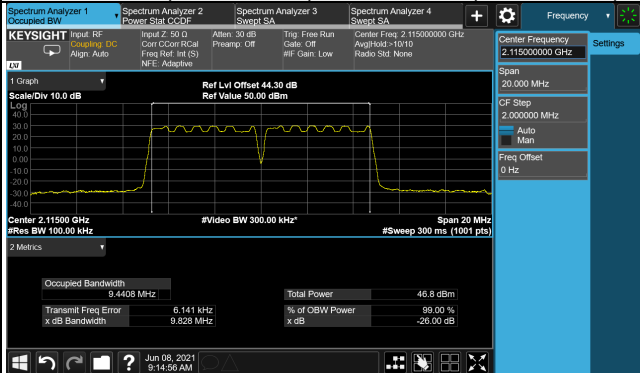 Spectrum Analyzer 1
Occupied BW
Spectrum Analyzer 2
Power Stat CCDF
Spectrum Analyzer 3
Swept SA
Spectrum Analyzer 4
Swept SA
Frequency
KEYSIGHT
Input: RF
Coupling: DC
Align: Auto
Input Z: 50 Ω
Corr CCorr RCal
Freq Ref: Int (S)
NFE: Adaptive
Atten: 30 dB
Preamp: Off
Trig: Free Run
Gate: Off
#IF Gain: Low
Center Freq: 2.115000000 GHz
Avg|Hold:>10/10
Radio Std: None
LXI
Center Frequency
2.115000000 GHz
Settings
Span
20.000 MHz
CF Step
2.000000 MHz
Auto
Man
Freq Offset
0 Hz
1 Graph
Scale/Div 10.0 dB
Ref Lvl Offset 44.30 dB
Ref Value 50.00 dBm
Log
40.0
30.0
20.0
10.0
0.00
-10.0
-20.0
-30.0
-40.0
Center 2.11500 GHz
#Res BW 100.00 kHz
#Video BW 300.00 kHz*
Span 20 MHz
#Sweep 300 ms (1001 pts)
2 Metrics
Occupied Bandwidth
9.4408 MHz
Transmit Freq Error 6.141 kHz
x dB Bandwidth 9.828 MHz
Total Power 46.8 dBm
% of OBW Power 99.00 %
x dB -26.00 dB
Jun 08, 2021
9:14:56 AM